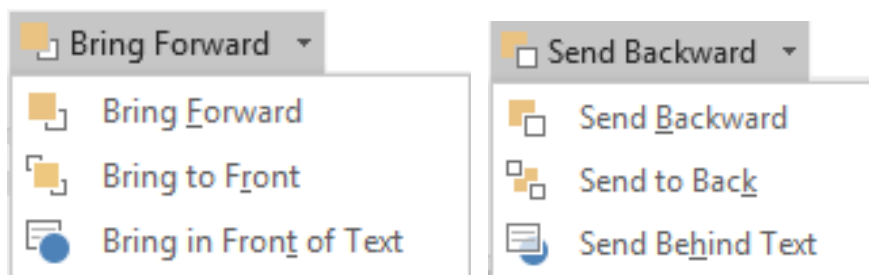 Bring Forward
Bring Forward
Bring to Front
Bring in Front of Text
Send Backward
Send Backward
Send to Back
Send Behind Text